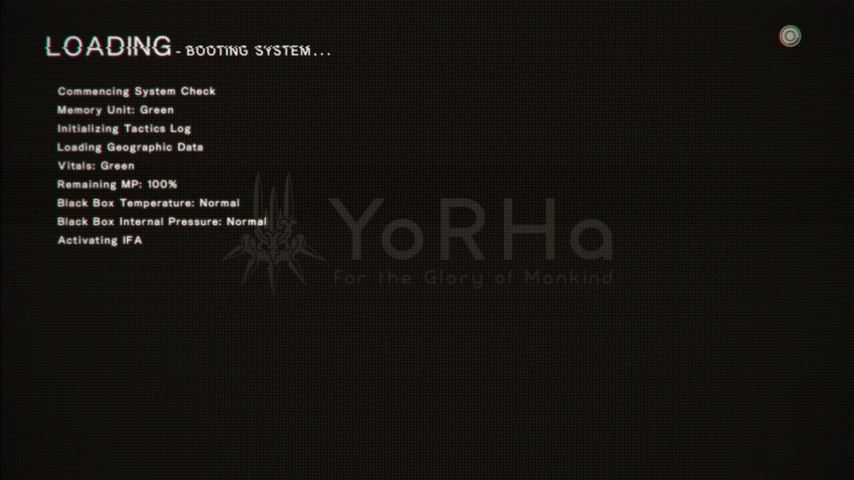 LOADING - BOOTING SYSTEM...
Commencing System Check
Memory Unit: Green
Initializing Tactics Log
Loading Geographic Data
Vitals: Green
Remaining MP: 100%
Black Box Temperature: Normal
Black Box Internal Pressure: Normal
Activating IFA
YoRHa
For the Glory of Mankind